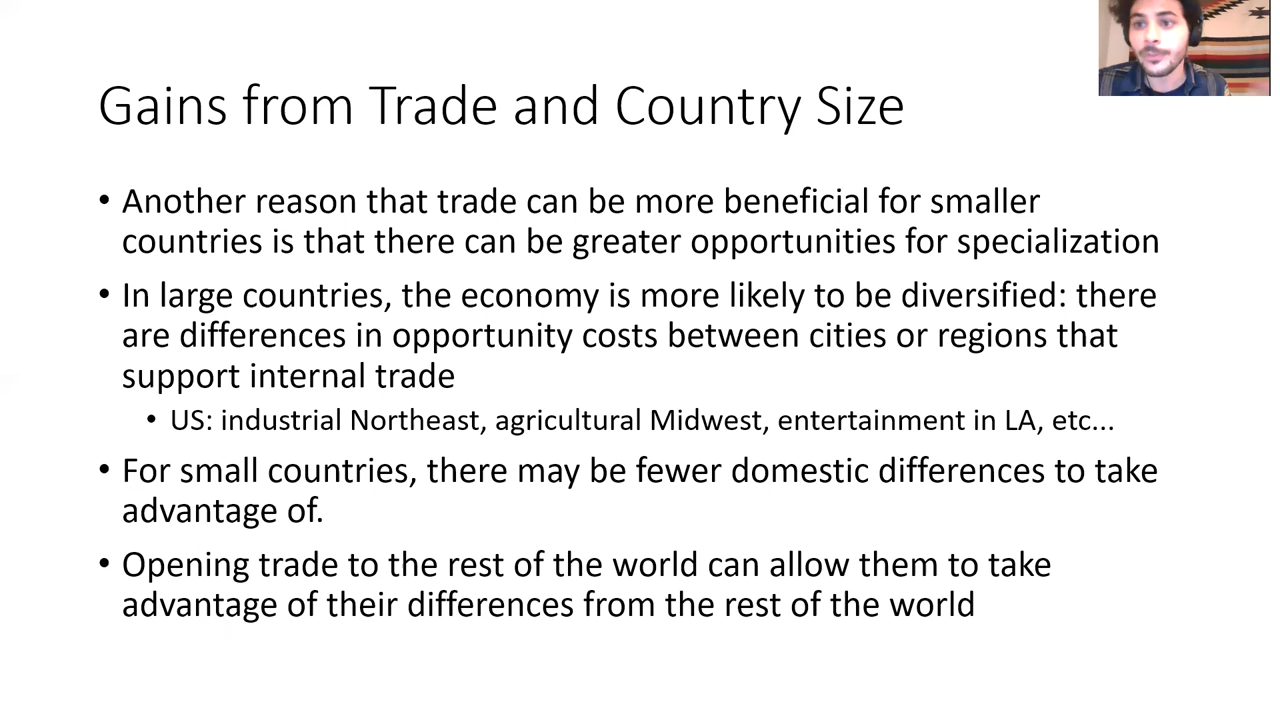 Gains from Trade and Country Size
• Another reason that trade can be more beneficial for smaller
countries is that there can be greater opportunities for specialization
• In large countries, the economy is more likely to be diversified: there
are differences in opportunity costs between cities or regions that
support internal trade
• US: industrial Northeast, agricultural Midwest, entertainment in LA, etc...
• For small countries, there may be fewer domestic differences to take
advantage of.
• Opening trade to the rest of the world can allow them to take
advantage of their differences from the rest of the world